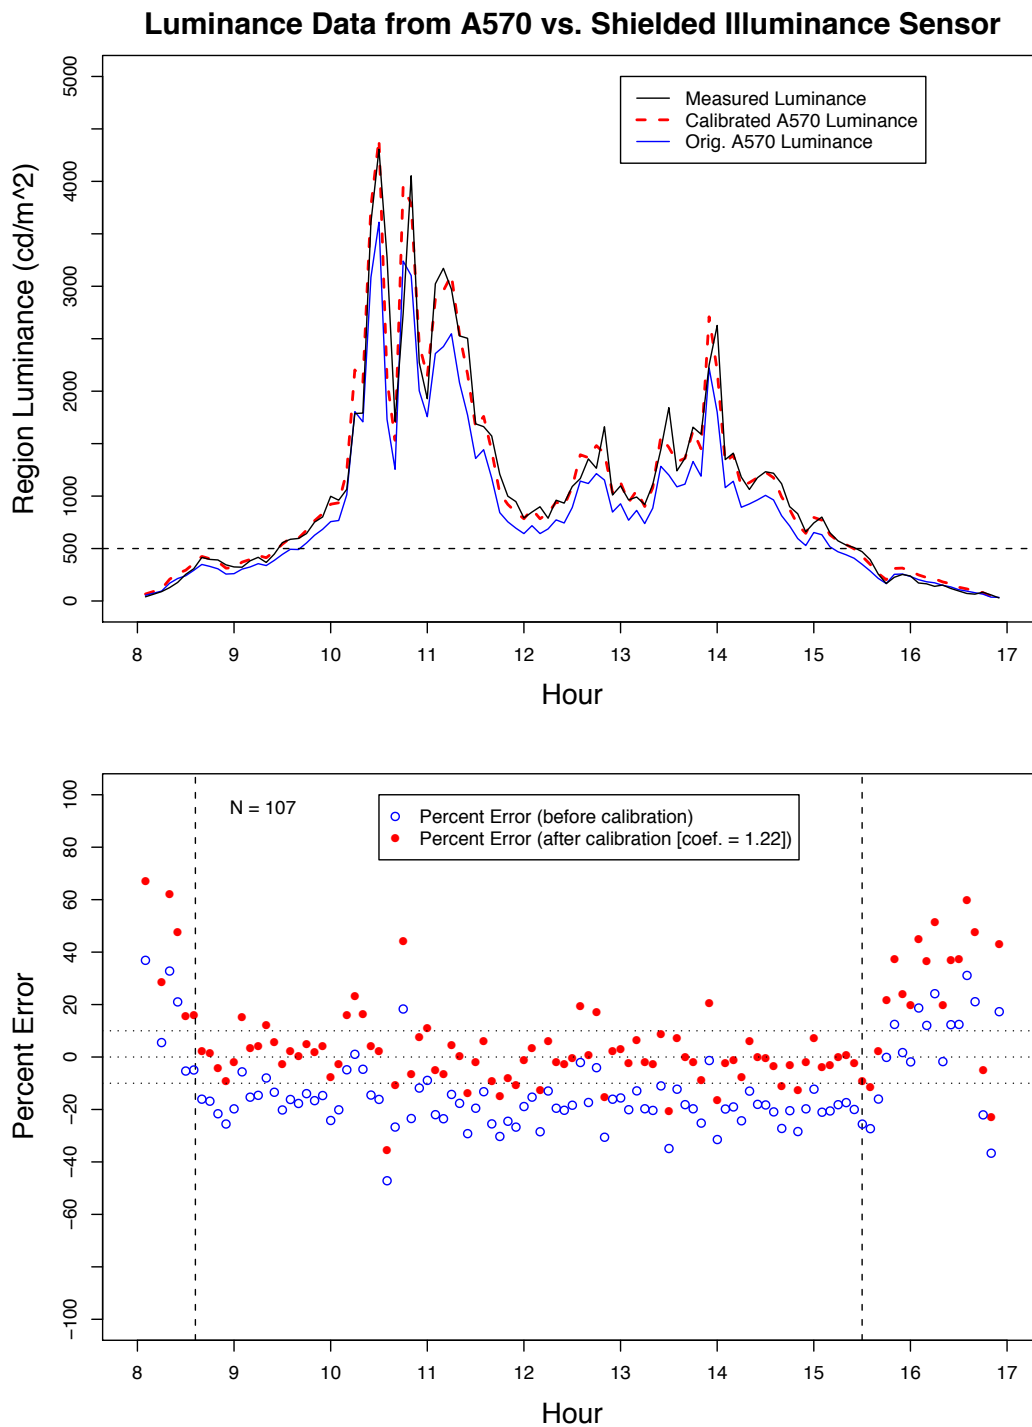 Luminance Data from A570 vs. Shielded Illuminance Sensor
Region Luminance (cd/m^2)
5000
4000
3000
2000
1000
500
0
Measured Luminance
Calibrated A570 Luminance
Orig. A570 Luminance
8 9 10 11 12 13 14 15 16 17
Hour
Percent Error
100
80
60
40
20
0
−20
−40
−60
−100
N = 107
Percent Error (before calibration)
Percent Error (after calibration [coef. = 1.22])
8 9 10 11 12 13 14 15 16 17
Hour